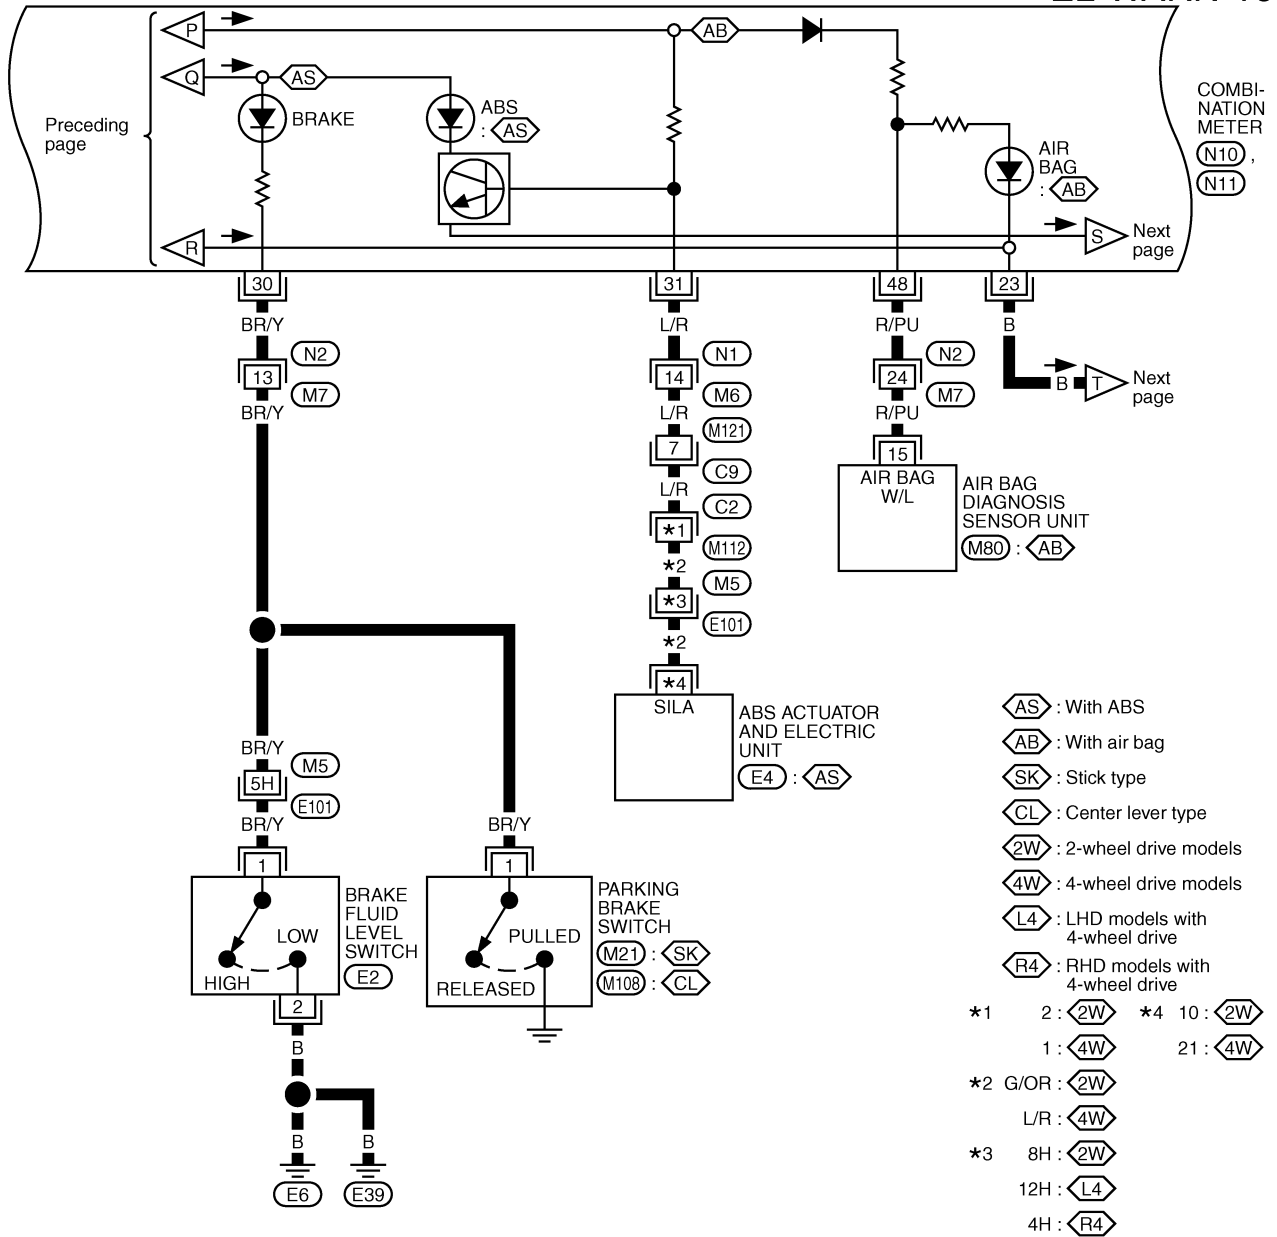 P
AB
Q
AS
Preceding
page
BRAKE
ABS
: AS
AIR
BAG
: AB
COMBI-
NATION
METER
N10 ,
N11
R
S
Next
page
30
31
48
23
BR/Y
L/R
R/PU
B
N2
13
M7
BR/Y
N1
14
M6
L/R
N2
24
M7
R/PU
B
T
Next
page
M121
7
C9
L/R
C2
*1
M112
*2
M5
*3
E101
*2
*4
SILA
ABS ACTUATOR
AND ELECTRIC
UNIT
E4 : AS
15
AIR BAG
W/L
AIR BAG
DIAGNOSIS
SENSOR UNIT
M80 : AB
BR/Y
M5
5H
E101
BR/Y
BR/Y
1
1
BRAKE
FLUID
LEVEL
SWITCH
E2
LOW
HIGH
PARKING
BRAKE
SWITCH
M21 : SK
M108 : CL
PULLED
RELEASED
2
B
B
B
E6
E39
AS : With ABS
AB : With air bag
SK : Stick type
CL : Center lever type
2W : 2-wheel drive models
4W : 4-wheel drive models
L4 : LHD models with
4-wheel drive
R4 : RHD models with
4-wheel drive
*1 2 : 2W *4 10 : 2W
1 : 4W 21 : 4W
*2 G/OR : 2W
L/R : 4W
*3 8H : 2W
12H : L4
4H : R4